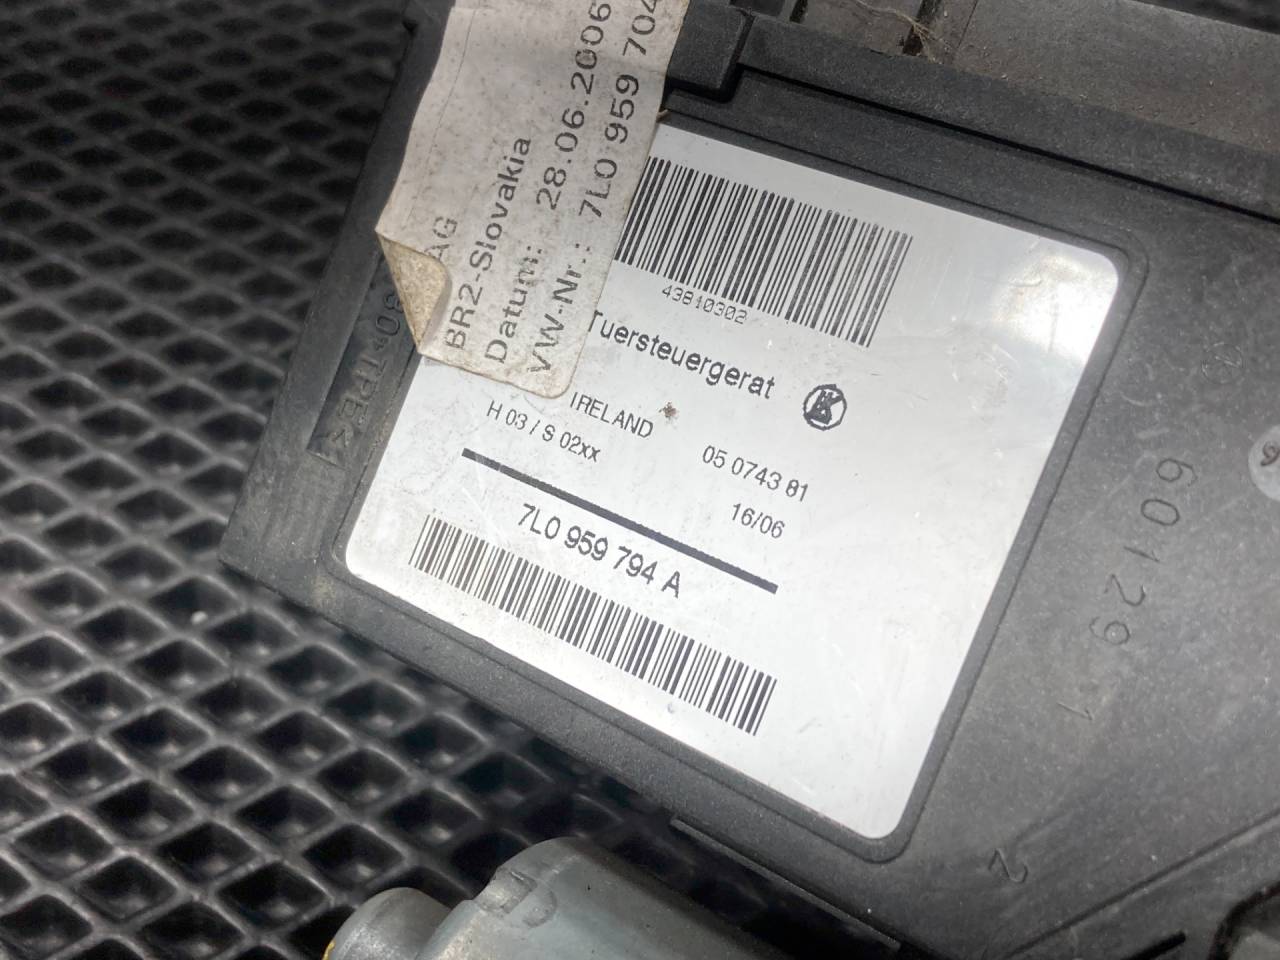 AG
BR2-Slovakia
Datum: 28.06.2006
VW-Nr.: 7L0 959 704
43810302
Tuersteuergerat
IRELAND
H 03 / S 02xx
05 0743 81
16/06
7L0 959 794 A
601291
2